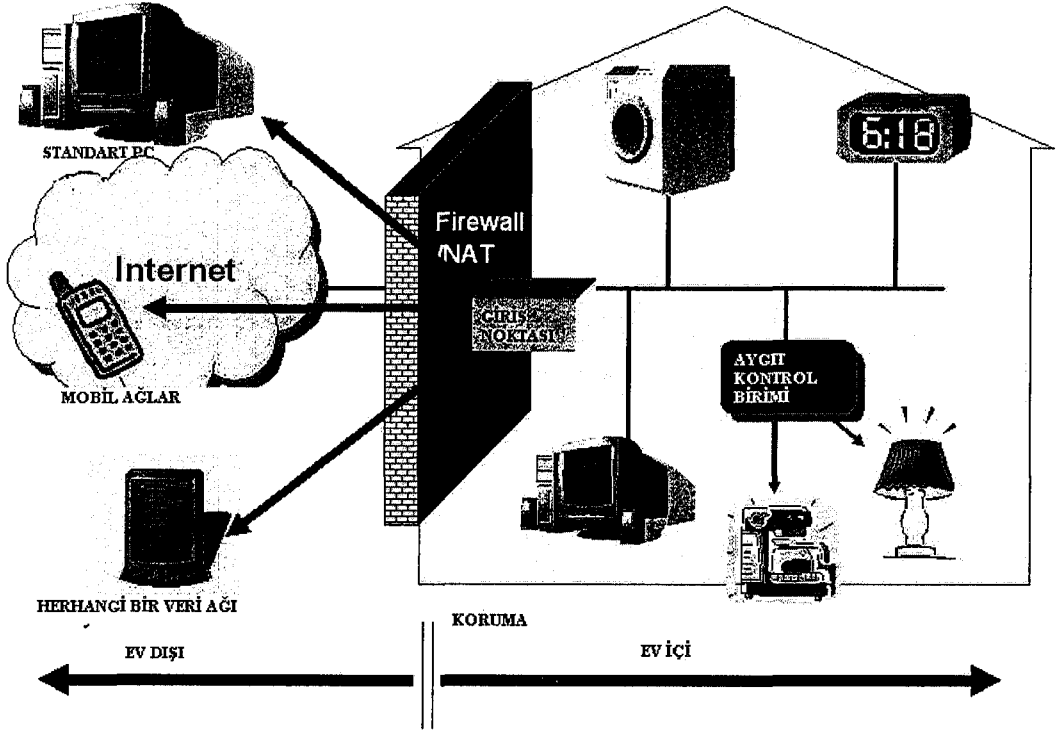 STANDART PC
6:18
Firewall
/NAT
Internet
GİRİŞ
NOKTASI
AYGIT
KONTROL
BİRİMİ
MOBİL AĞLAR
HERHANGİ BİR VERİ AĞI
KORUMA
EV DIŞI
EV İÇİ